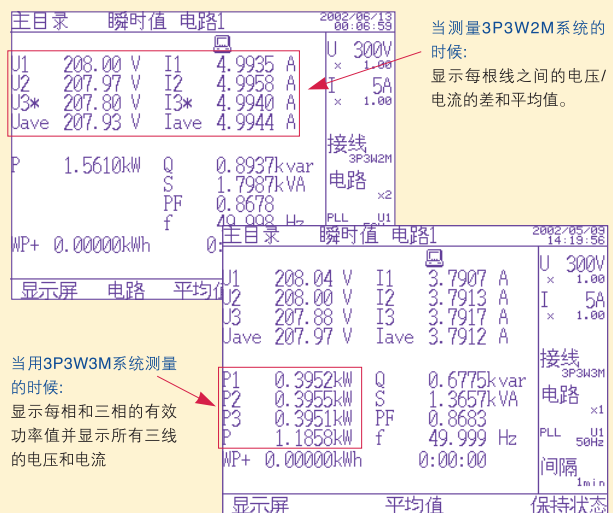 主目录 瞬时值 电路1 2002/06/13 00:06:59
U1 208.00 V I1 4.9935 A
U2 207.97 V I2 4.9958 A
U3* 207.80 V I3* 4.9940 A
Uave 207.93 V Iave 4.9944 A
P 1.5610kW Q 0.8937kvar
S 1.7987kVA
PF 0.8678
f 49.998 Hz
WP+ 0.00000kWh 0:
U 300V
× 1.00
I 5A
× 1.00
接线
3P3W2M
电路
×2
PLL U1
显示屏 电路 平均值
当测量3P3W2M系统的
时候:
显示每根线之间的电压/
电流的差和平均值。
主目录 瞬时值 电路1 2002/05/09 14:19:56
U1 208.04 V I1 3.7907 A
U2 208.00 V I2 3.7913 A
U3 207.88 V I3 3.7917 A
Uave 207.97 V Iave 3.7912 A
P1 0.3952kW Q 0.6775kvar
P2 0.3955kW S 1.3657kVA
P3 0.3951kW PF 0.8683
P 1.1858kW f 49.999 Hz
WP+ 0.00000kWh 0:00:00
U 300V
× 1.00
I 5A
× 1.00
接线
3P3W3M
电路
×1
PLL U1
50Hz
间隔
1min
显示屏 平均值 保持状态
当用3P3W3M系统测量
的时候:
显示每相和三相的有效
功率值并显示所有三线
的电压和电流